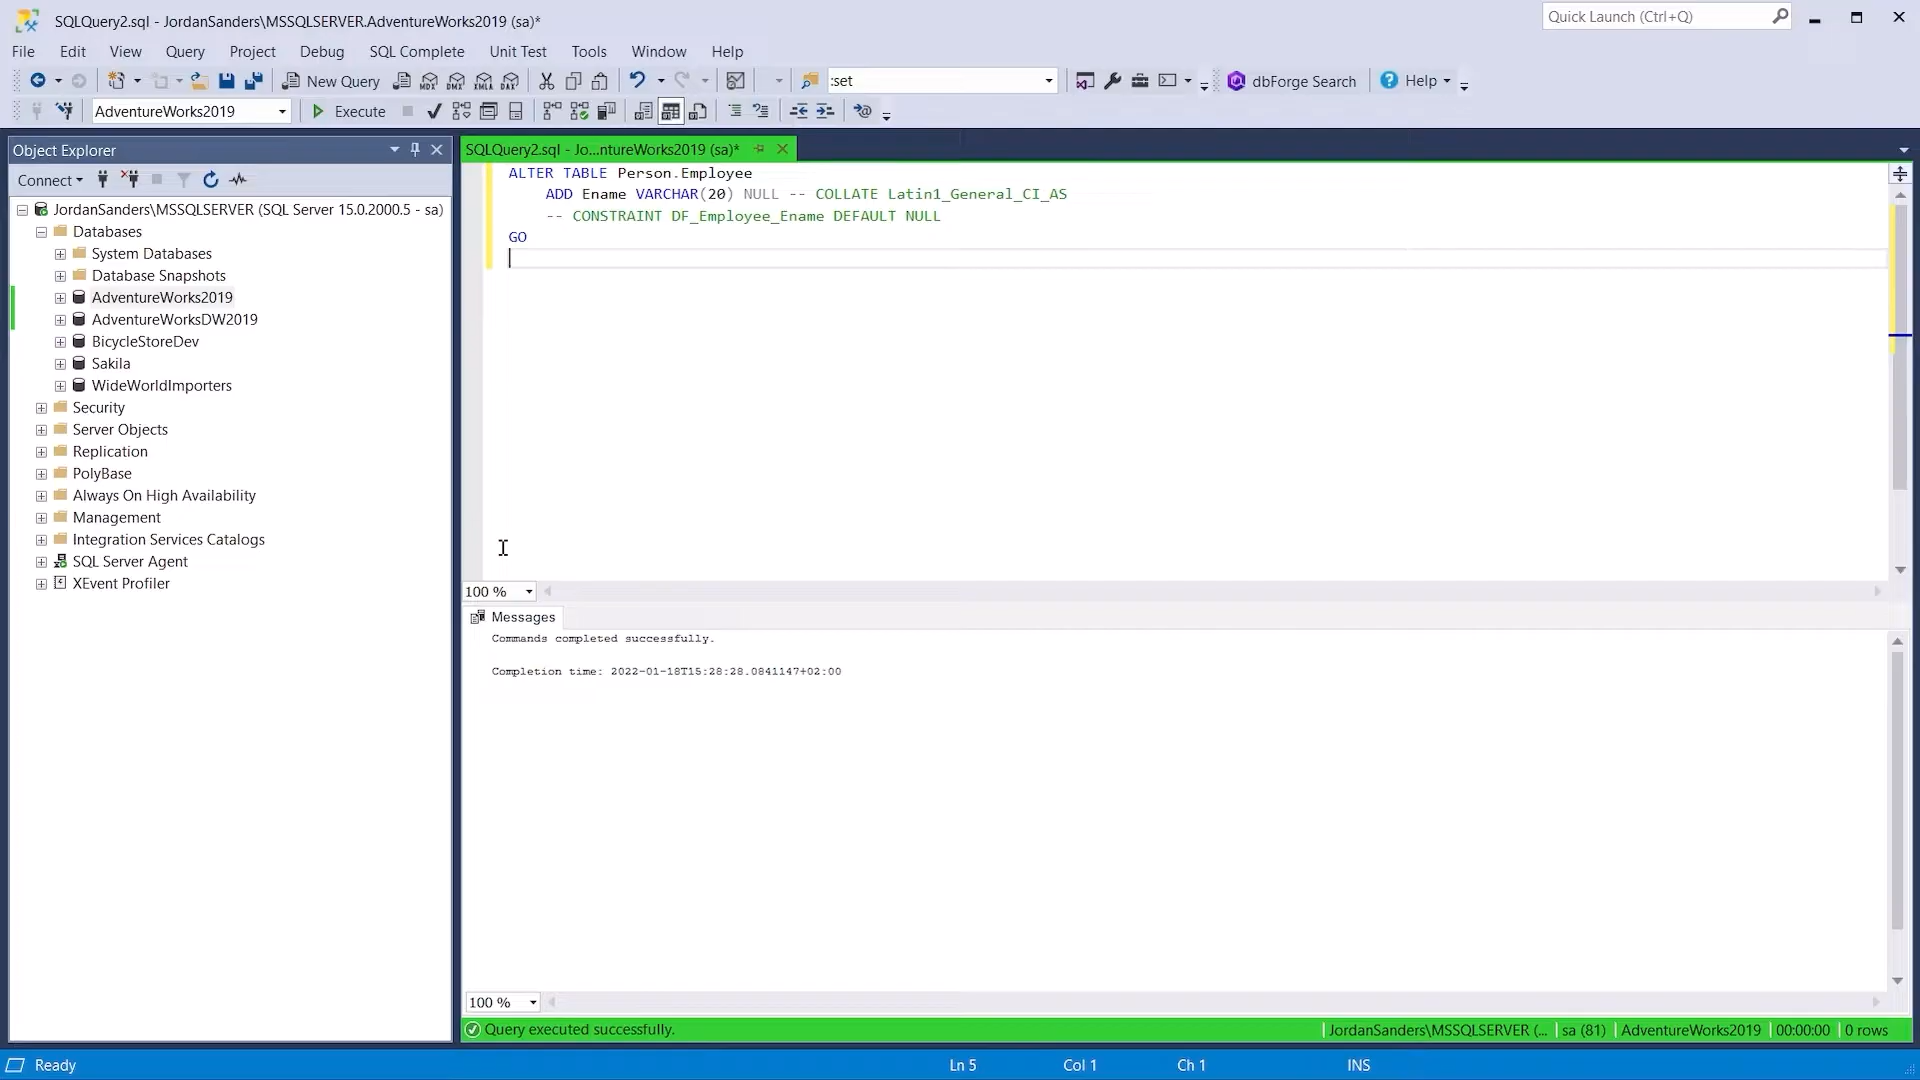 SQLQuery2.sql - JordanSanders\MSSQLSERVER.AdventureWorks2019 (sa)*
Quick Launch (Ctrl+Q)
File Edit View Query Project Debug SQL Complete Unit Test Tools Window Help
New Query MDX DMX XMLA DAX :set dbForge Search Help
AdventureWorks2019 Execute
Object Explorer
SQLQuery2.sql - Jo...ntureWorks2019 (sa)*
Connect
JordanSanders\MSSQLSERVER (SQL Server 15.0.2000.5 - sa)
Databases
System Databases
Database Snapshots
AdventureWorks2019
AdventureWorksDW2019
BicycleStoreDev
Sakila
WideWorldImporters
Security
Server Objects
Replication
PolyBase
Always On High Availability
Management
Integration Services Catalogs
SQL Server Agent
XEvent Profiler
ALTER TABLE Person.Employee
ADD Ename VARCHAR(20) NULL -- COLLATE Latin1_General_CI_AS
-- CONSTRAINT DF_Employee_Ename DEFAULT NULL
GO
100 %
Messages
Commands completed successfully.
Completion time: 2022-01-18T15:28:28.0841147+02:00
100 %
Query executed successfully.
JordanSanders\MSSQLSERVER (... sa (81) AdventureWorks2019 00:00:00 0 rows
Ready Ln 5 Col 1 Ch 1 INS